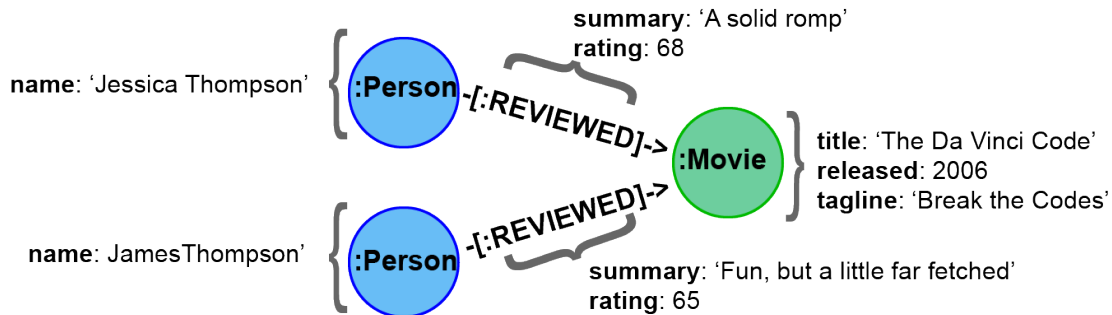 summary: ‘A solid romp’
rating: 68
name: ‘Jessica Thompson’
:Person
-[:REVIEWED]->
:Movie
title: ‘The Da Vinci Code’
released: 2006
tagline: ‘Break the Codes’
name: JamesThompson’
:Person
-[:REVIEWED]->
summary: ‘Fun, but a little far fetched’
rating: 65